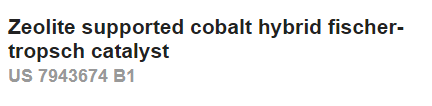 Zeolite supported cobalt hybrid fischer-
tropsch catalyst
US 7943674 B1